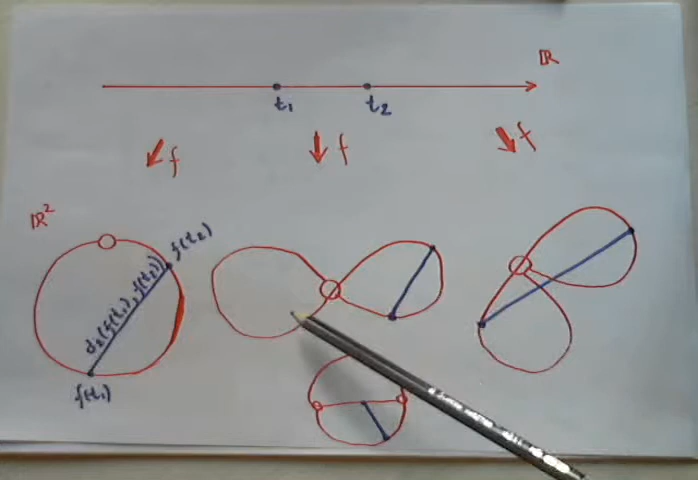 ℝ
t₁ t₂
f f f
ℝ²
f(t₂)
d₂(f(t₁), f(t₂))
f(t₁)